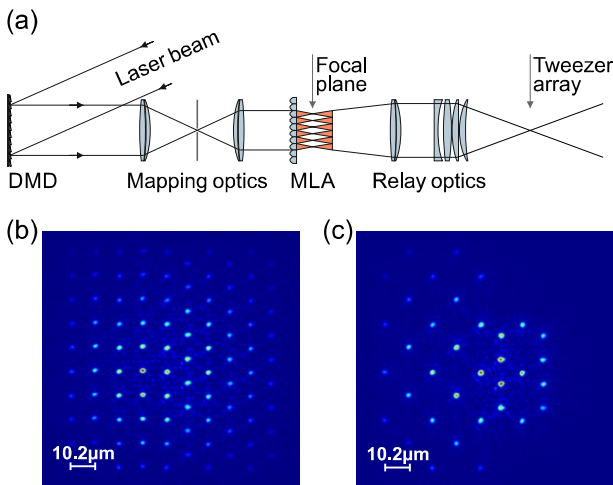 (a)
Laser beam
Focal
plane
Tweezer
array
DMD
Mapping optics
MLA
Relay optics
(b)
(c)
10.2µm
10.2µm